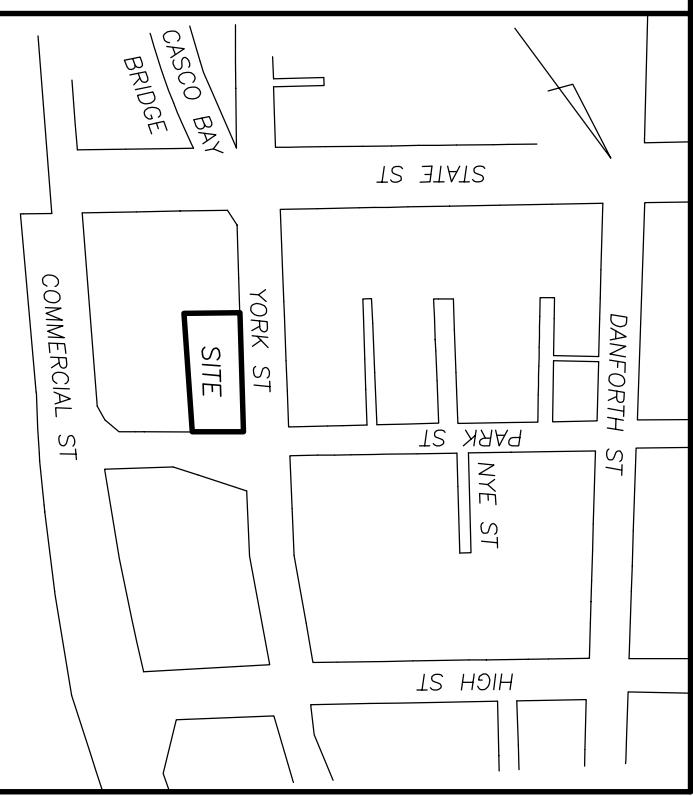 CASCO BAY
BRIDGE
STATE ST
COMMERCIAL ST
YORK ST
SITE
DANFORTH ST
PARK ST
NYE ST
HIGH ST